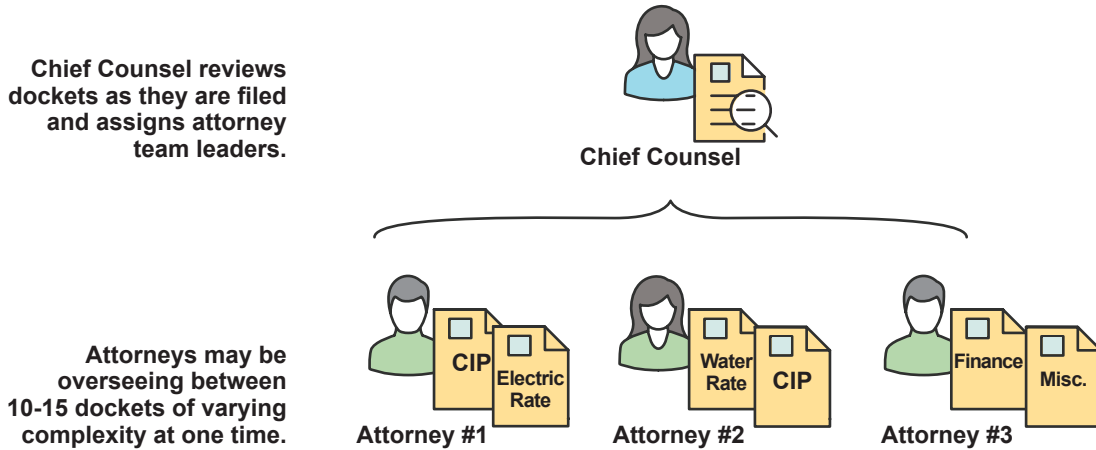 Chief Counsel reviews
dockets as they are filed
and assigns attorney
team leaders.
Chief Counsel
Attorneys may be
overseeing between
10-15 dockets of varying
complexity at one time.
CIP
Electric
Rate
Attorney #1
Water
Rate
CIP
Attorney #2
Finance
Misc.
Attorney #3